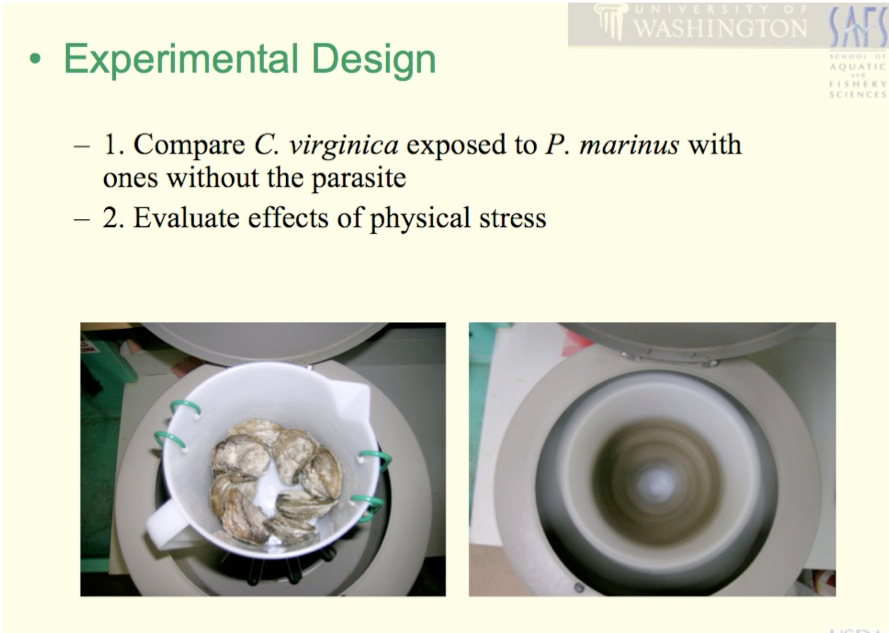 UNIVERSITY OF
WASHINGTON
SAFS
SCHOOL OF
AQUATIC
and
FISHERY
SCIENCES
• Experimental Design
– 1. Compare C. virginica exposed to P. marinus with
ones without the parasite
– 2. Evaluate effects of physical stress